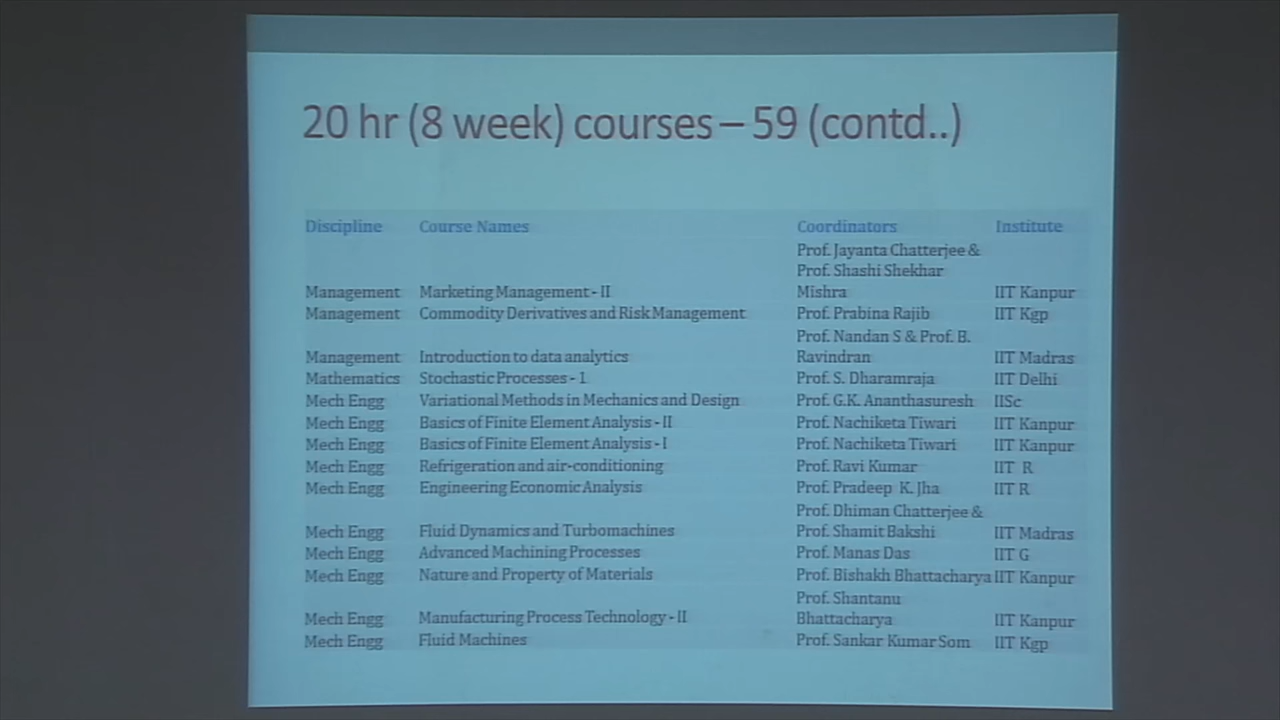 20 hr (8 week) courses – 59 (contd..)
Discipline Course Names Coordinators Institute
Prof. Jayanta Chatterjee &
Prof. Shashi Shekhar
Management Marketing Management - II Mishra IIT Kanpur
Management Commodity Derivatives and Risk Management Prof. Prabina Rajib IIT Kgp
Prof. Nandan S & Prof. B.
Management Introduction to data analytics Ravindran IIT Madras
Mathematics Stochastic Processes - 1 Prof. S. Dharamraja IIT Delhi
Mech Engg Variational Methods in Mechanics and Design Prof. G.K. Ananthasuresh IISc
Mech Engg Basics of Finite Element Analysis - II Prof. Nachiketa Tiwari IIT Kanpur
Mech Engg Basics of Finite Element Analysis - I Prof. Nachiketa Tiwari IIT Kanpur
Mech Engg Refrigeration and air-conditioning Prof. Ravi Kumar IIT R
Mech Engg Engineering Economic Analysis Prof. Pradeep K. Jha IIT R
Prof. Dhiman Chatterjee &
Mech Engg Fluid Dynamics and Turbomachines Prof. Shamit Bakshi IIT Madras
Mech Engg Advanced Machining Processes Prof. Manas Das IIT G
Mech Engg Nature and Property of Materials Prof. Bishakh Bhattacharya IIT Kanpur
Prof. Shantanu
Mech Engg Manufacturing Process Technology - II Bhattacharya IIT Kanpur
Mech Engg Fluid Machines Prof. Sankar Kumar Som IIT Kgp